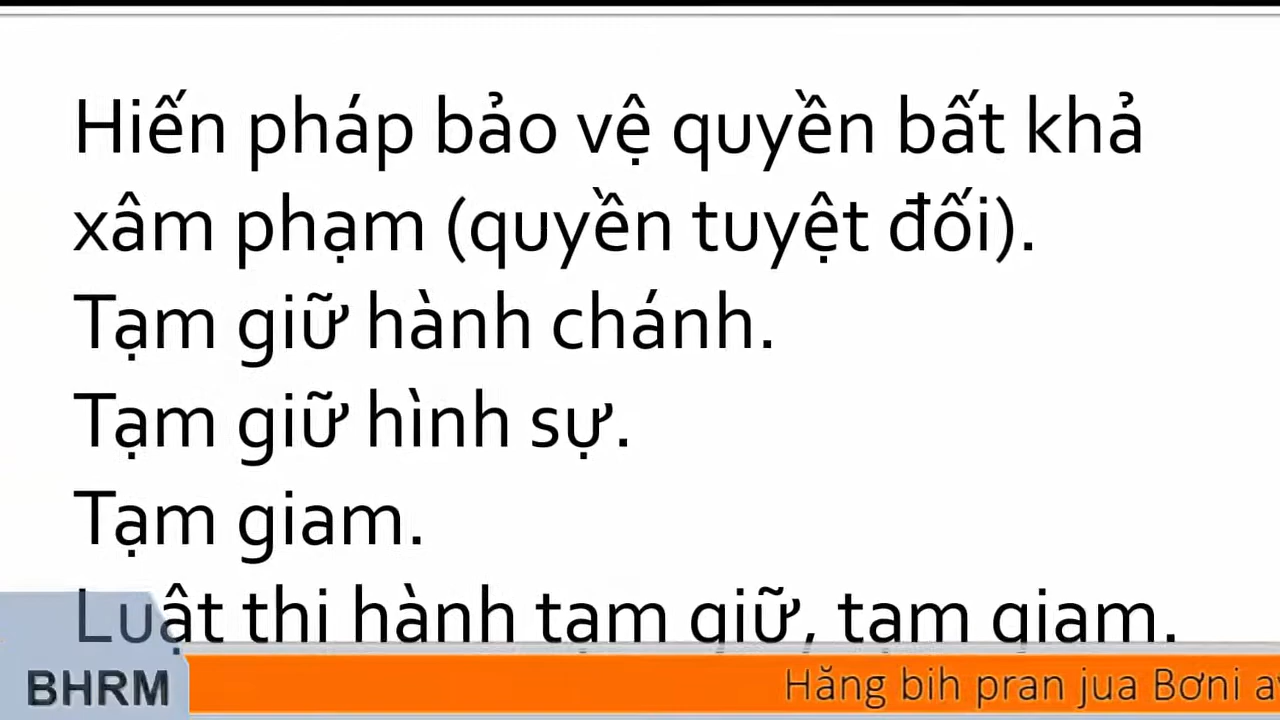 Hiến pháp bảo vệ quyền bất khả
xâm phạm (quyền tuyệt đối).
Tạm giữ hành chánh.
Tạm giữ hình sự.
Tạm giam.
Luật thi hành tạm giữ, tạm giam.
BHRM
Hăng bih pran jua Bơni